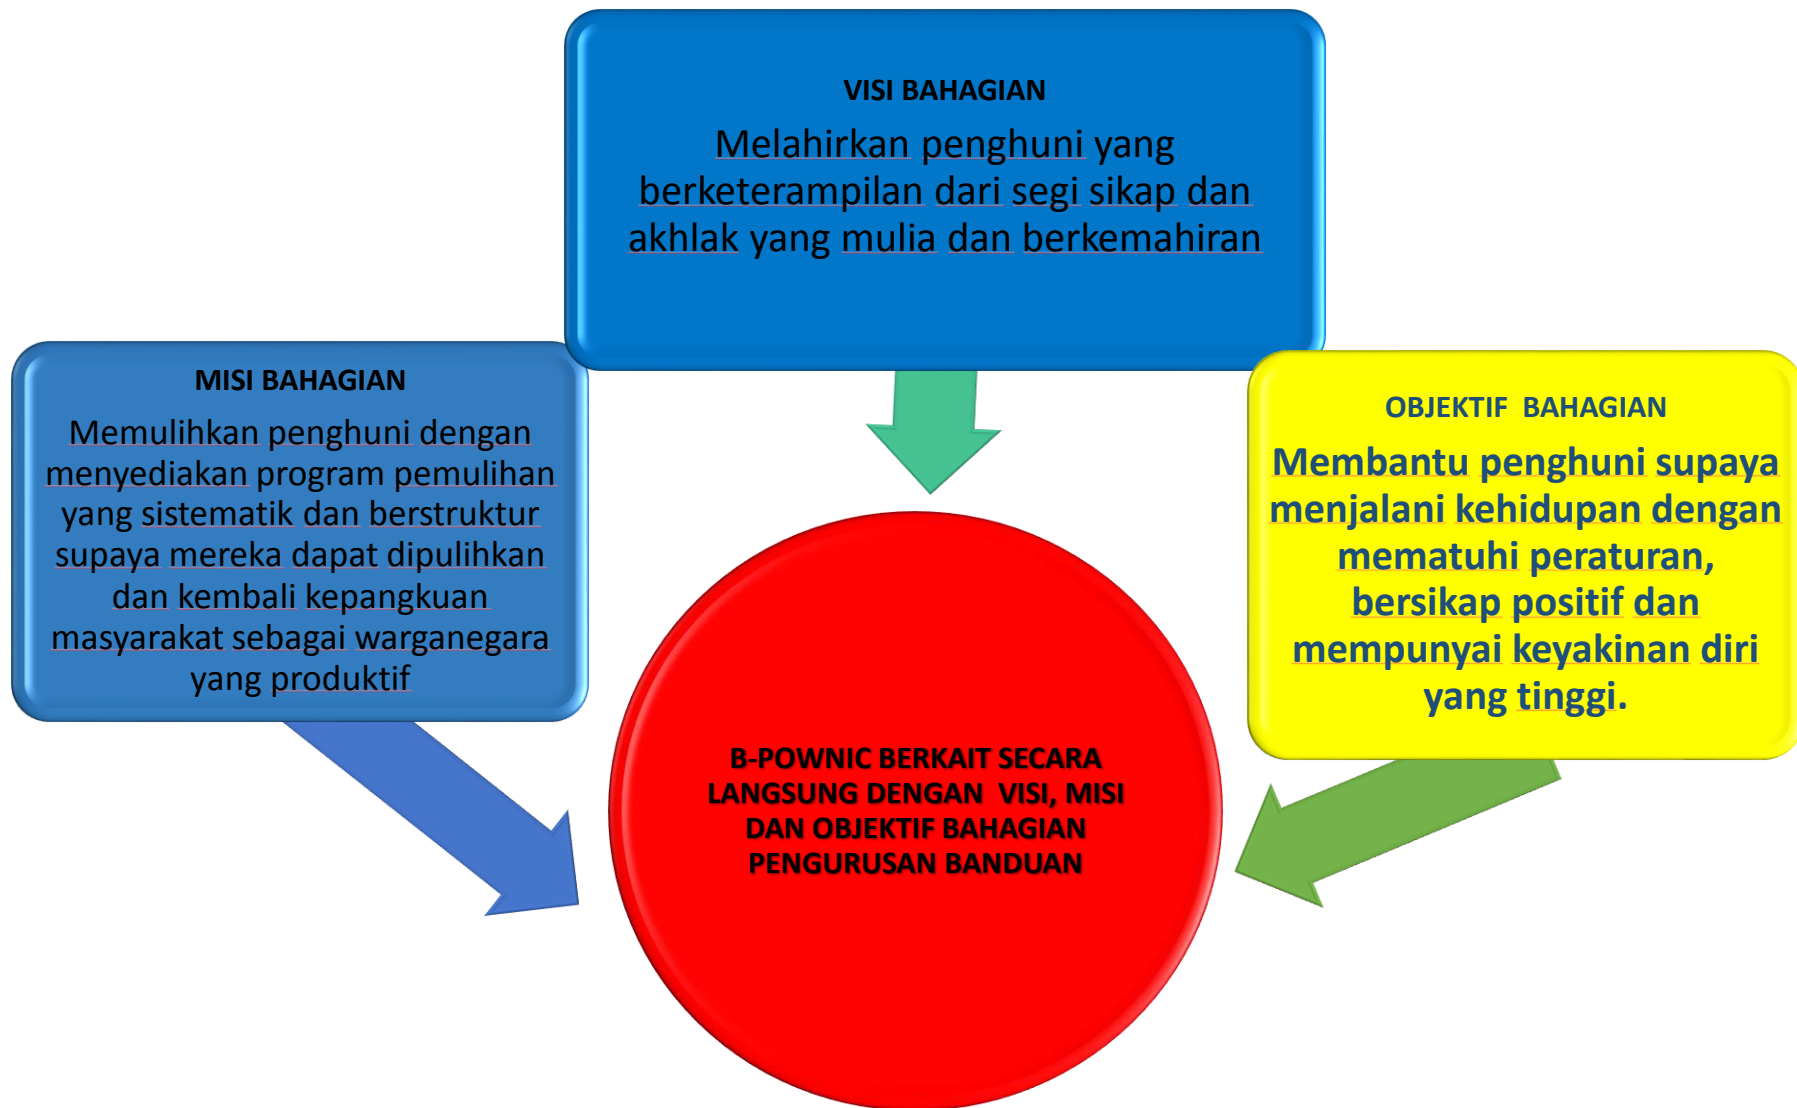 VISI BAHAGIAN
Melahirkan penghuni yang
berketerampilan dari segi sikap dan
akhlak yang mulia dan berkemahiran
MISI BAHAGIAN
Memulihkan penghuni dengan
menyediakan program pemulihan
yang sistematik dan berstruktur
supaya mereka dapat dipulihkan
dan kembali kepangkuan
masyarakat sebagai warganegara
yang produktif
OBJEKTIF BAHAGIAN
Membantu penghuni supaya
menjalani kehidupan dengan
mematuhi peraturan,
bersikap positif dan
mempunyai keyakinan diri
yang tinggi.
B-POWNIC BERKAIT SECARA
LANGSUNG DENGAN VISI, MISI
DAN OBJEKTIF BAHAGIAN
PENGURUSAN BANDUAN